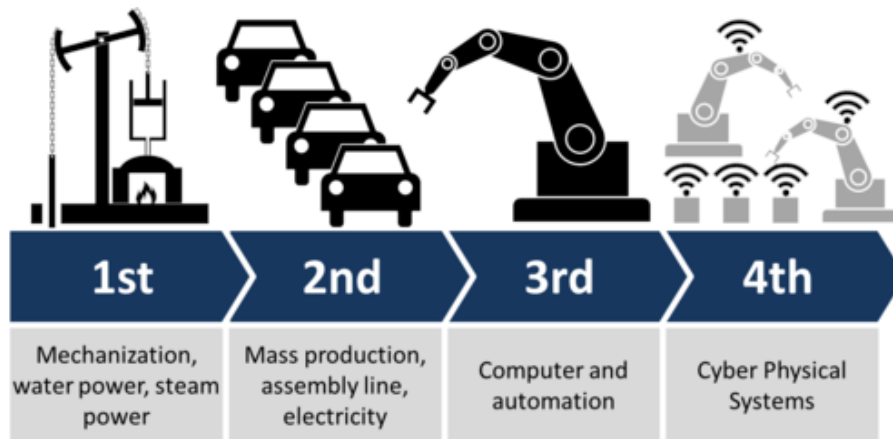 1st
2nd
3rd
4th
Mechanization,
water power, steam
power
Mass production,
assembly line,
electricity
Computer and
automation
Cyber Physical
Systems